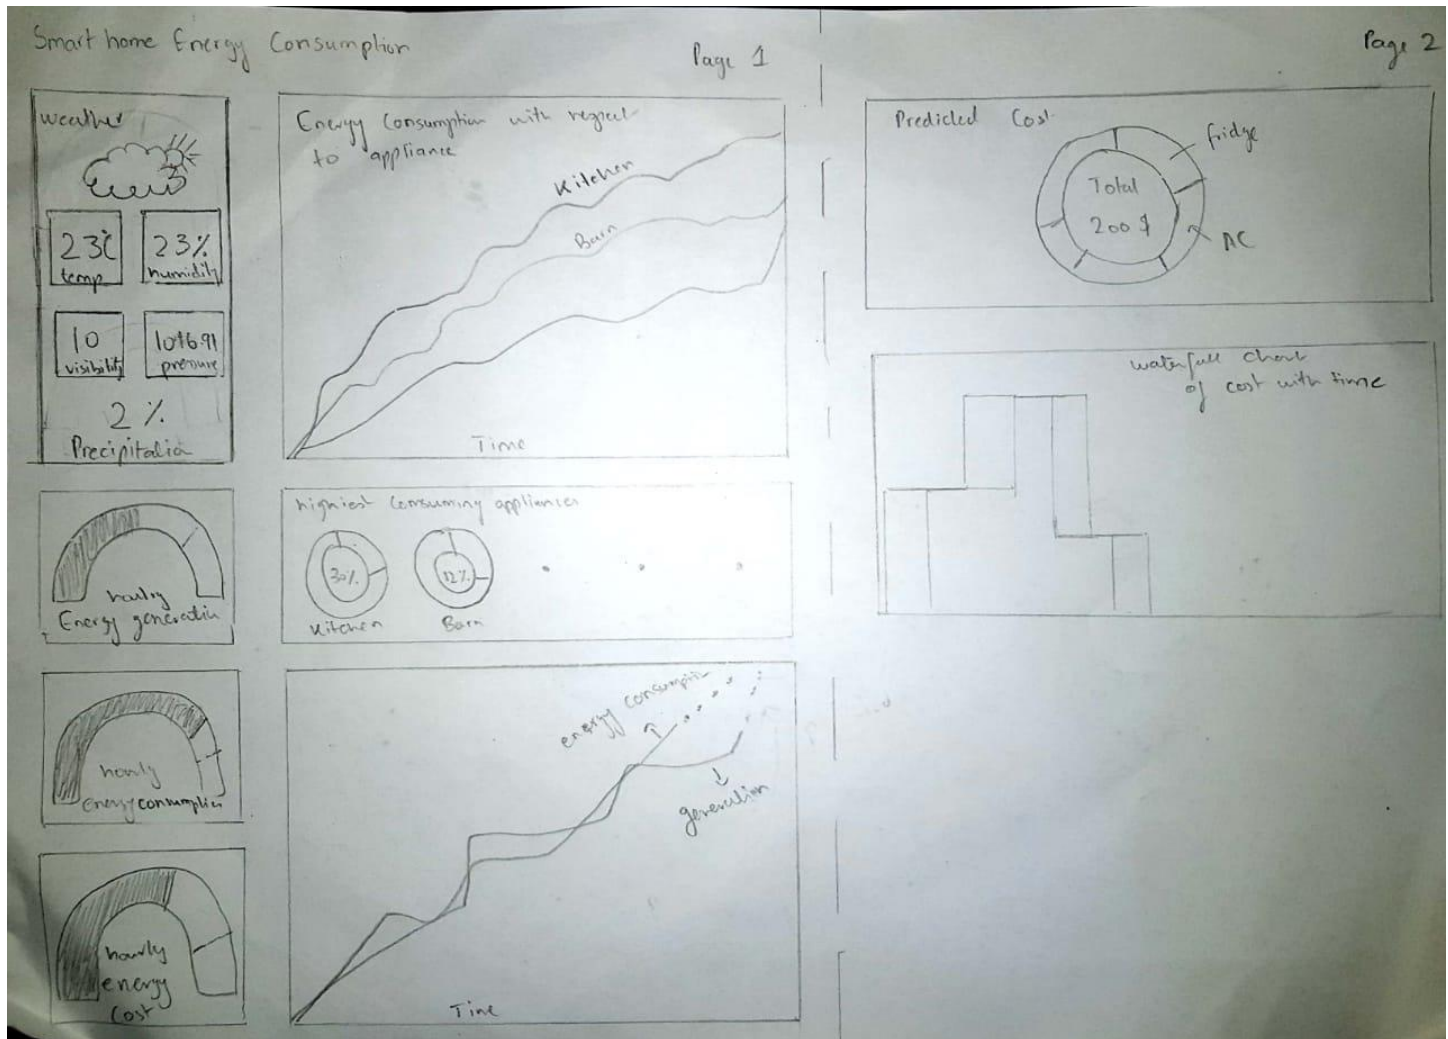 Smart home Energy Consumption
Page 1
Page 2
Weather
23°C
temp
23%
humidity
10
visibility
1016.91
pressure
2%
Energy Consumption with respect
to appliance
Kitchen
Barn
Time
hourly
Energy generation
highest Consuming appliances
30%
Kitchen
12%
Barn
hourly
Energy consumption
hourly
energy
Cost
energy consumption
generation
Time
Predicted Cost
Total
200 $
fridge
AC
waterfall chart
of cost with time